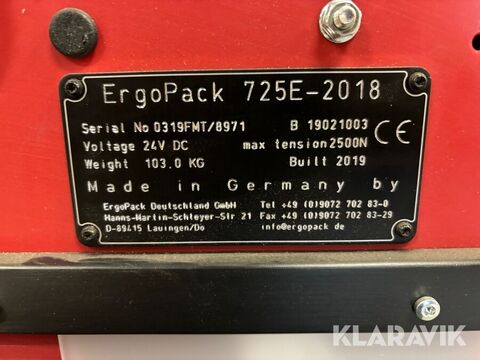 ErgoPack 725E-2018
Serial No 0319FMT/8971 B 19021003
Voltage 24V DC max tension 2500N
Weight 103.0 KG Built 2019
CE
Made in Germany by
ErgoPack Deutschland GmbH Tel +49 (0)9072 702 83-0
Hanns-Martin-Schleyer-Str 21 Fax +49 (0)9072 702 83-29
D-89415 Lauingen/Do info@ergopack.de
KLARAVIK